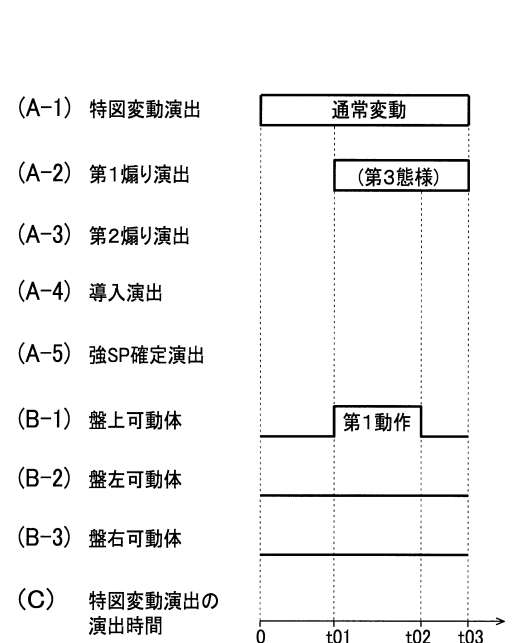 (A-1) 特図変動演出 通常変動
(A-2) 第1煽り演出 (第3態様)
(A-3) 第2煽り演出
(A-4) 導入演出
(A-5) 強SP確定演出
(B-1) 盤上可動体 第1動作
(B-2) 盤左可動体
(B-3) 盤右可動体
(C) 特図変動演出の
演出時間
0 t01 t02 t03